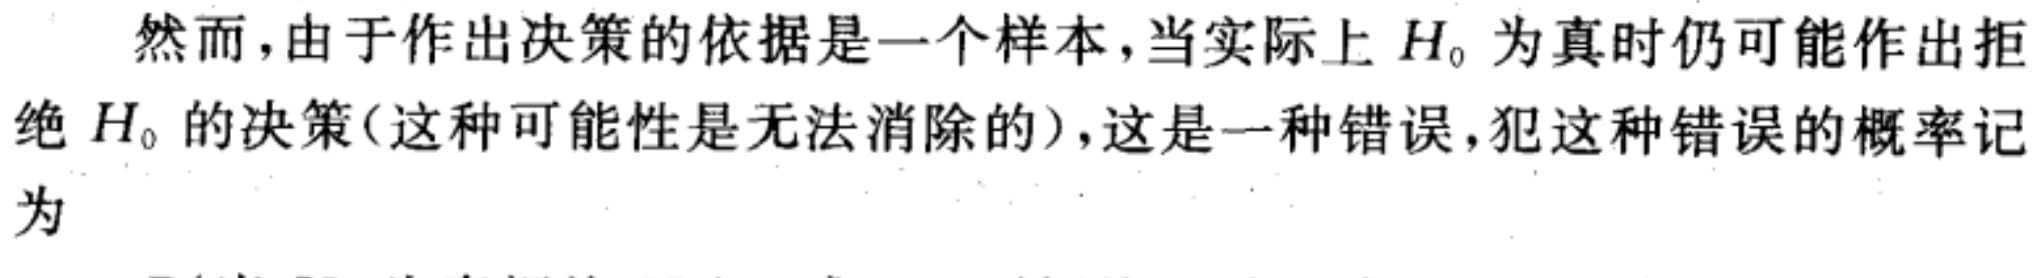 然而,由于作出决策的依据是一个样本,当实际上 H₀ 为真时仍可能作出拒
绝 H₀ 的决策(这种可能性是无法消除的),这是一种错误,犯这种错误的概率记
为